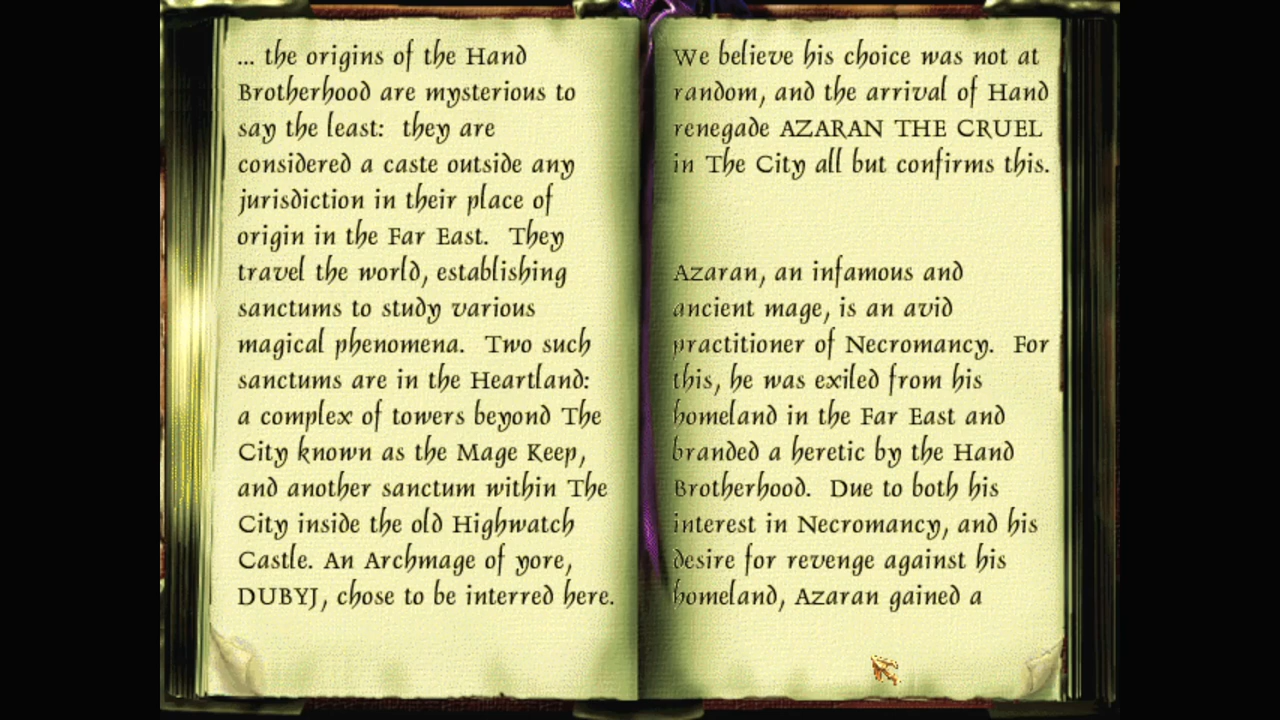 ... the origins of the Hand
Brotherhood are mysterious to
say the least: they are
considered a caste outside any
jurisdiction in their place of
origin in the Far East. They
travel the world, establishing
sanctums to study various
magical phenomena. Two such
sanctums are in the Heartland:
a complex of towers beyond The
City known as the Mage Keep,
and another sanctum within The
City inside the old Highwatch
Castle. An Archmage of yore,
DUBYJ, chose to be interred here.
We believe his choice was not at
random, and the arrival of Hand
renegade AZARAN THE CRUEL
in The City all but confirms this.
Azaran, an infamous and
ancient mage, is an avid
practitioner of Necromancy. For
this, he was exiled from his
homeland in the Far East and
branded a heretic by the Hand
Brotherhood. Due to both his
interest in Necromancy, and his
desire for revenge against his
homeland, Azaran gained a